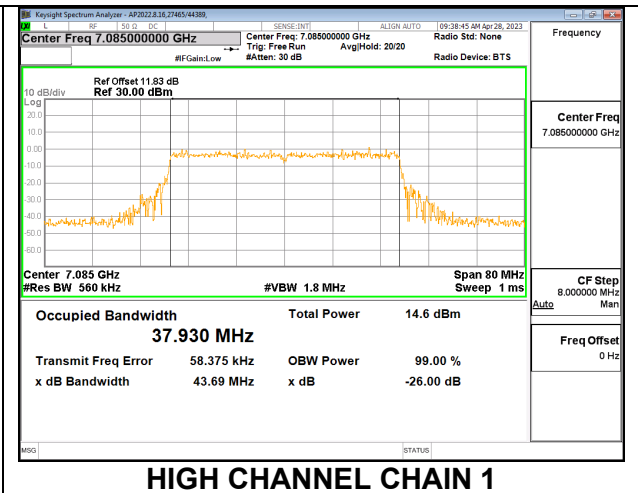 Keysight Spectrum Analyzer - AP2022.8.16,27465/44389,
L RF 50 Ω DC SENSE:INT ALIGN AUTO 09:38:45 AM Apr 28, 2023
Center Freq 7.085000000 GHz
Center Freq: 7.085000000 GHz
Radio Std: None
Trig: Free Run Avg|Hold: 20/20
#IFGain:Low
#Atten: 30 dB
Radio Device: BTS
Frequency
Ref Offset 11.83 dB
10 dB/div Ref 30.00 dBm
Log
20.0
10.0
0.00
-10.0
-20.0
-30.0
-40.0
-50.0
-60.0
Center 7.085 GHz
Span 80 MHz
#Res BW 560 kHz
#VBW 1.8 MHz
Sweep 1 ms
Center Freq
7.085000000 GHz
CF Step
8.000000 MHz
Auto Man
Freq Offset
0 Hz
Occupied Bandwidth
Total Power 14.6 dBm
37.930 MHz
Transmit Freq Error 58.375 kHz
OBW Power 99.00 %
x dB Bandwidth 43.69 MHz
x dB -26.00 dB
MSG
STATUS
HIGH CHANNEL CHAIN 1